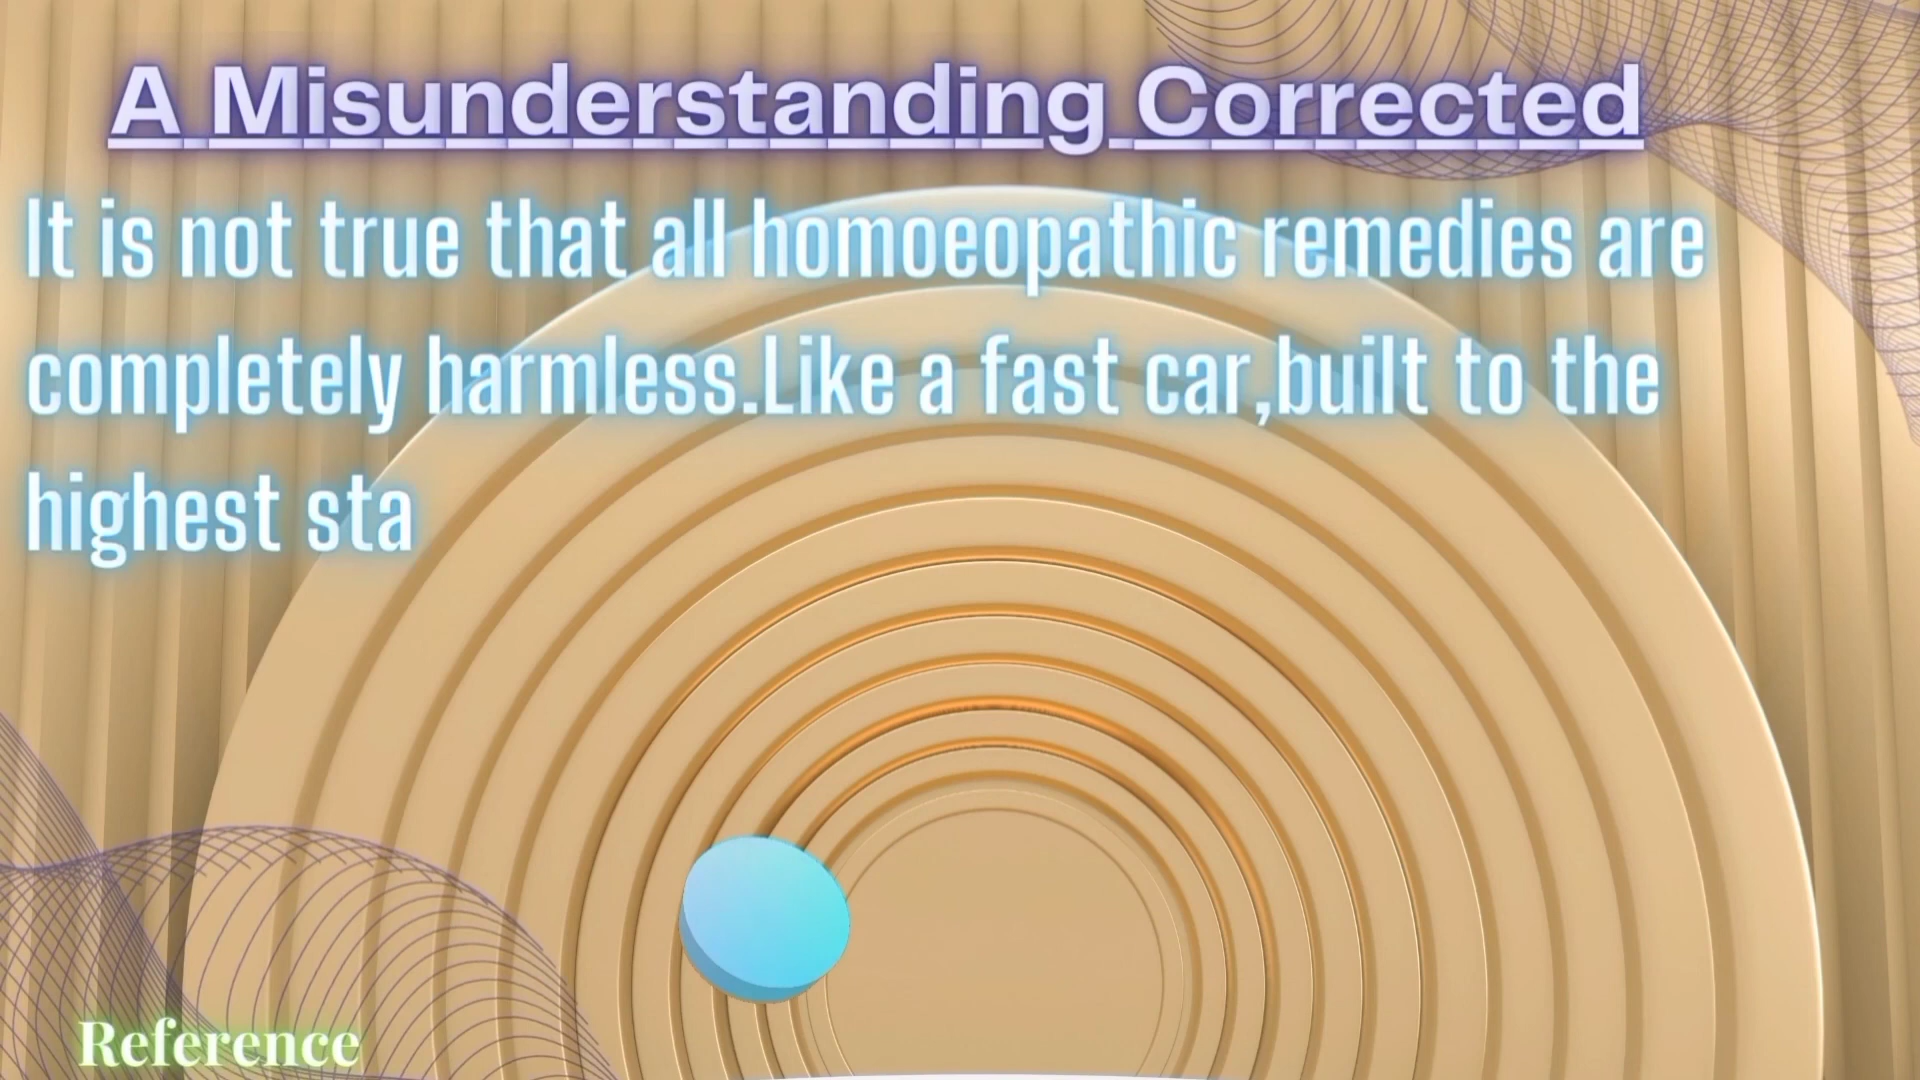 A Misunderstanding Corrected
It is not true that all homoeopathic remedies are
completely harmless.Like a fast car,built to the
highest sta
Reference